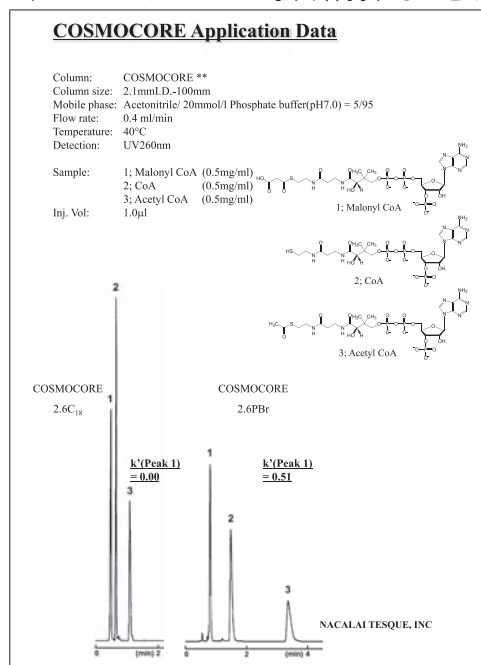 COSMOCORE Application Data
Column: COSMOCORE **
Column size: 2.1mmI.D.-100mm
Mobile phase: Acetonitrile/ 20mmol/l Phosphate buffer(pH7.0) = 5/95
Flow rate: 0.4 ml/min
Temperature: 40°C
Detection: UV260nm
Sample: 1; Malonyl CoA (0.5mg/ml)
2; CoA (0.5mg/ml)
3; Acetyl CoA (0.5mg/ml)
Inj. Vol: 1.0µl
1; Malonyl CoA
2; CoA
3; Acetyl CoA
COSMOCORE
2.6C18
1
2
3
k'(Peak 1)
= 0.00
0 (min) 2
COSMOCORE
2.6PBr
1
2
3
k'(Peak 1)
= 0.51
0 2 (min) 4
NACALAI TESQUE, INC